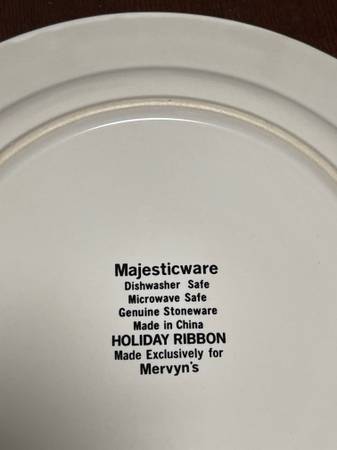 Majesticware
Dishwasher Safe
Microwave Safe
Genuine Stoneware
Made in China
HOLIDAY RIBBON
Made Exclusively for
Mervyn's